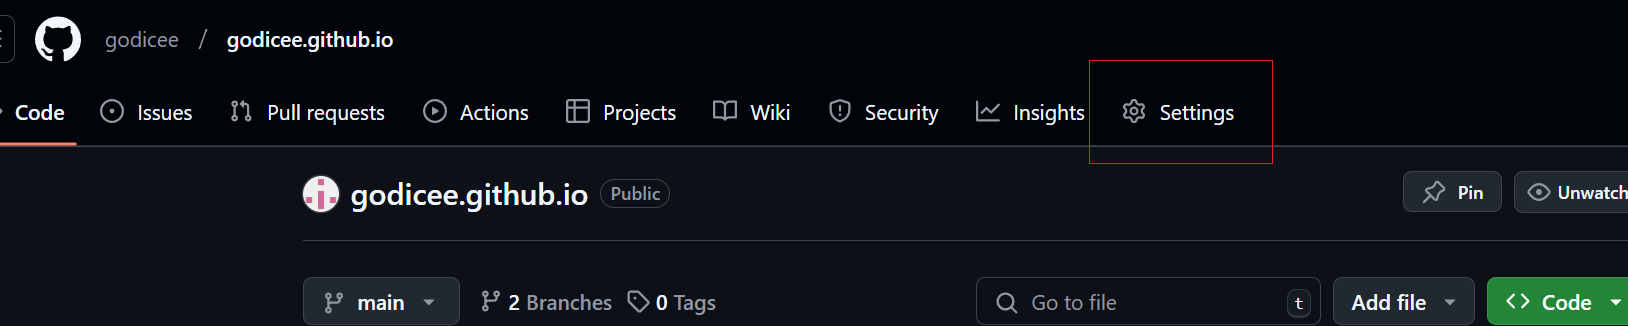 godicee / godicee.github.io
Code Issues Pull requests Actions Projects Wiki Security Insights Settings
godicee.github.io Public Pin Unwatch
main 2 Branches 0 Tags Go to file t Add file Code